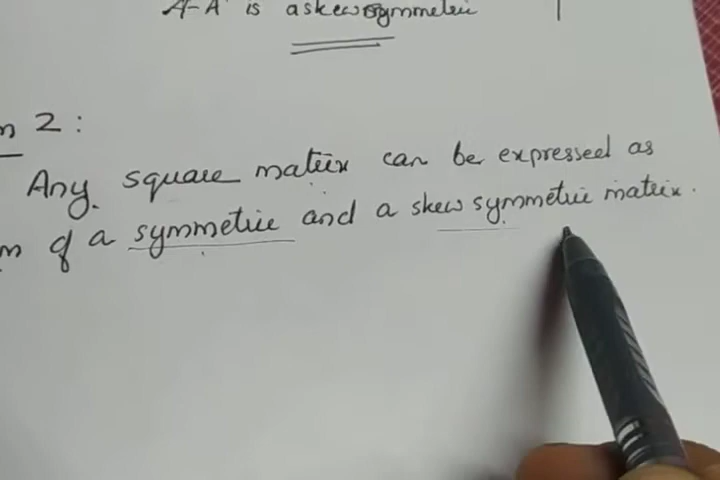 A-A' is a skew symmetric
2:
Any square matrix can be expressed as
of a symmetric and a skew symmetric matrix.